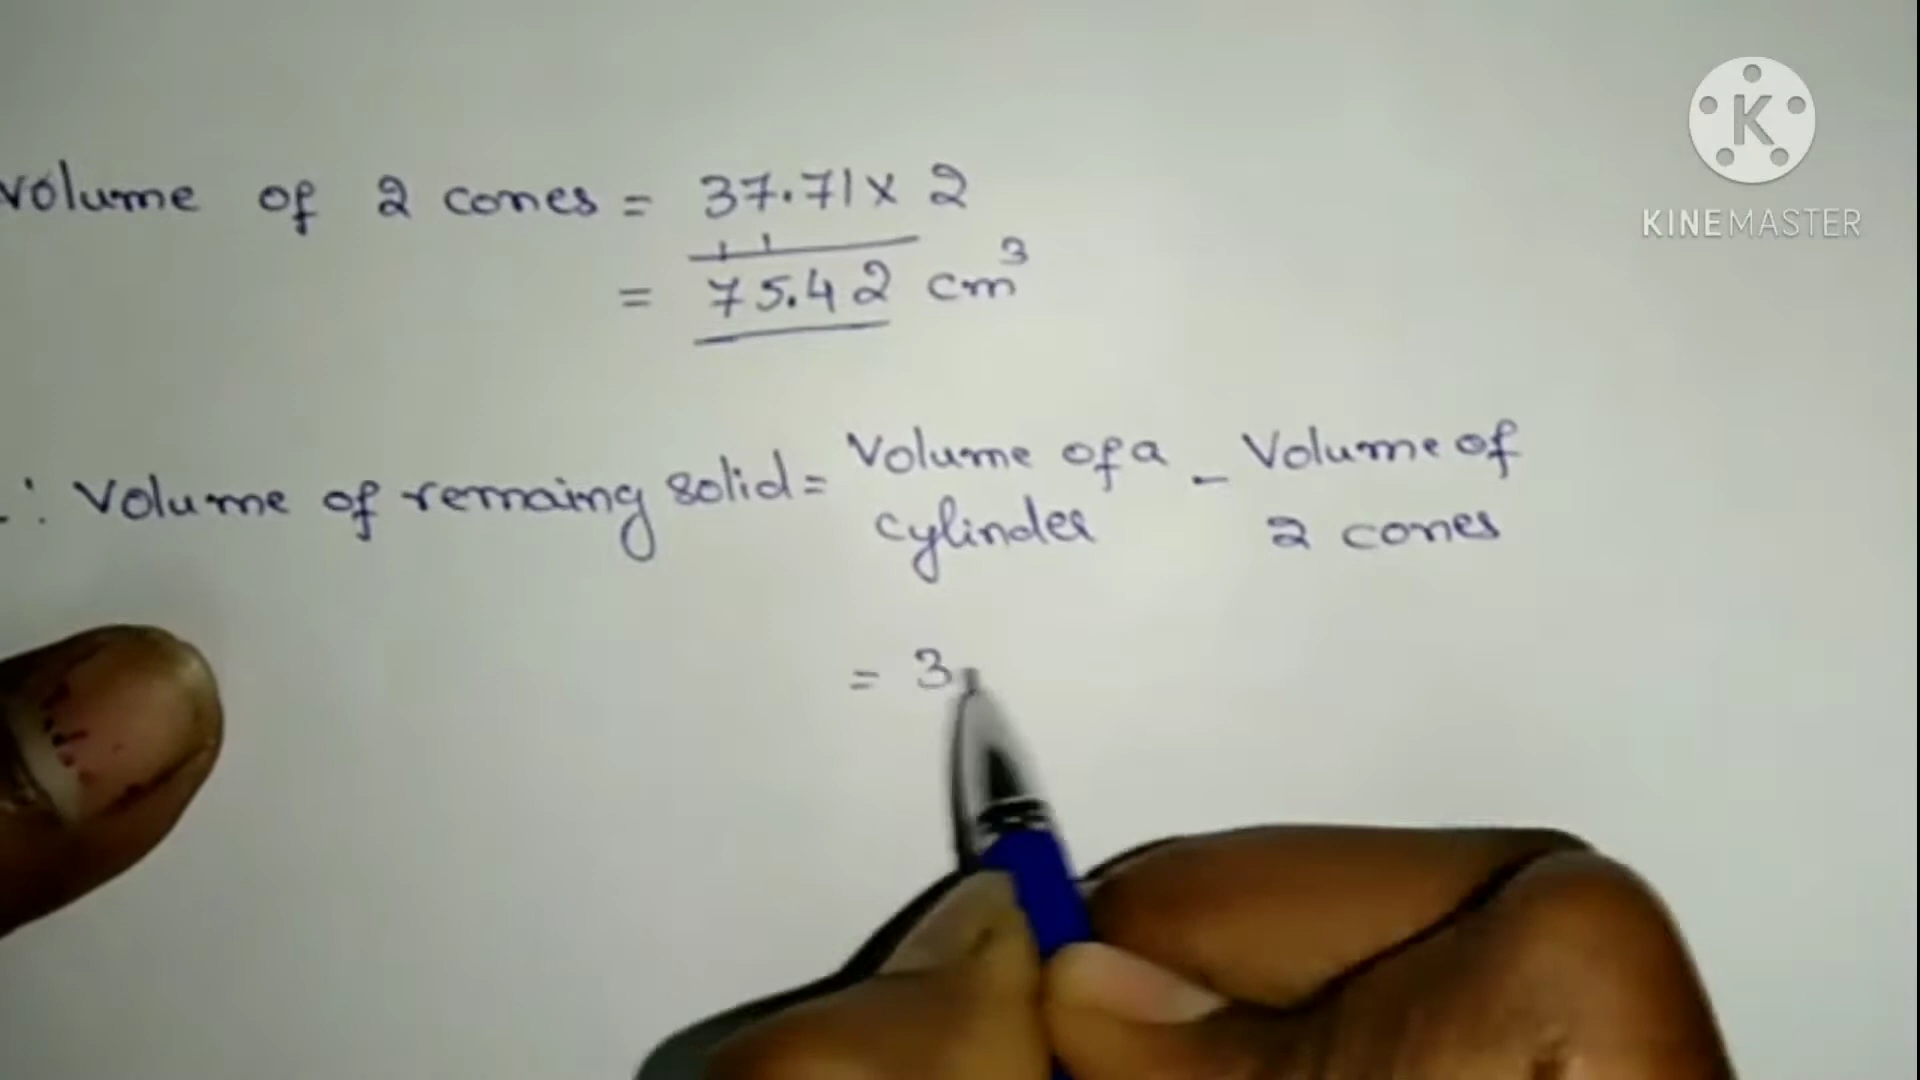 volume of 2 cones = 37.71 x 2
= 75.42 cm³
∴ Volume of remaing solid = Volume of a cylinder - Volume of 2 cones
= 3
K
KINEMASTER